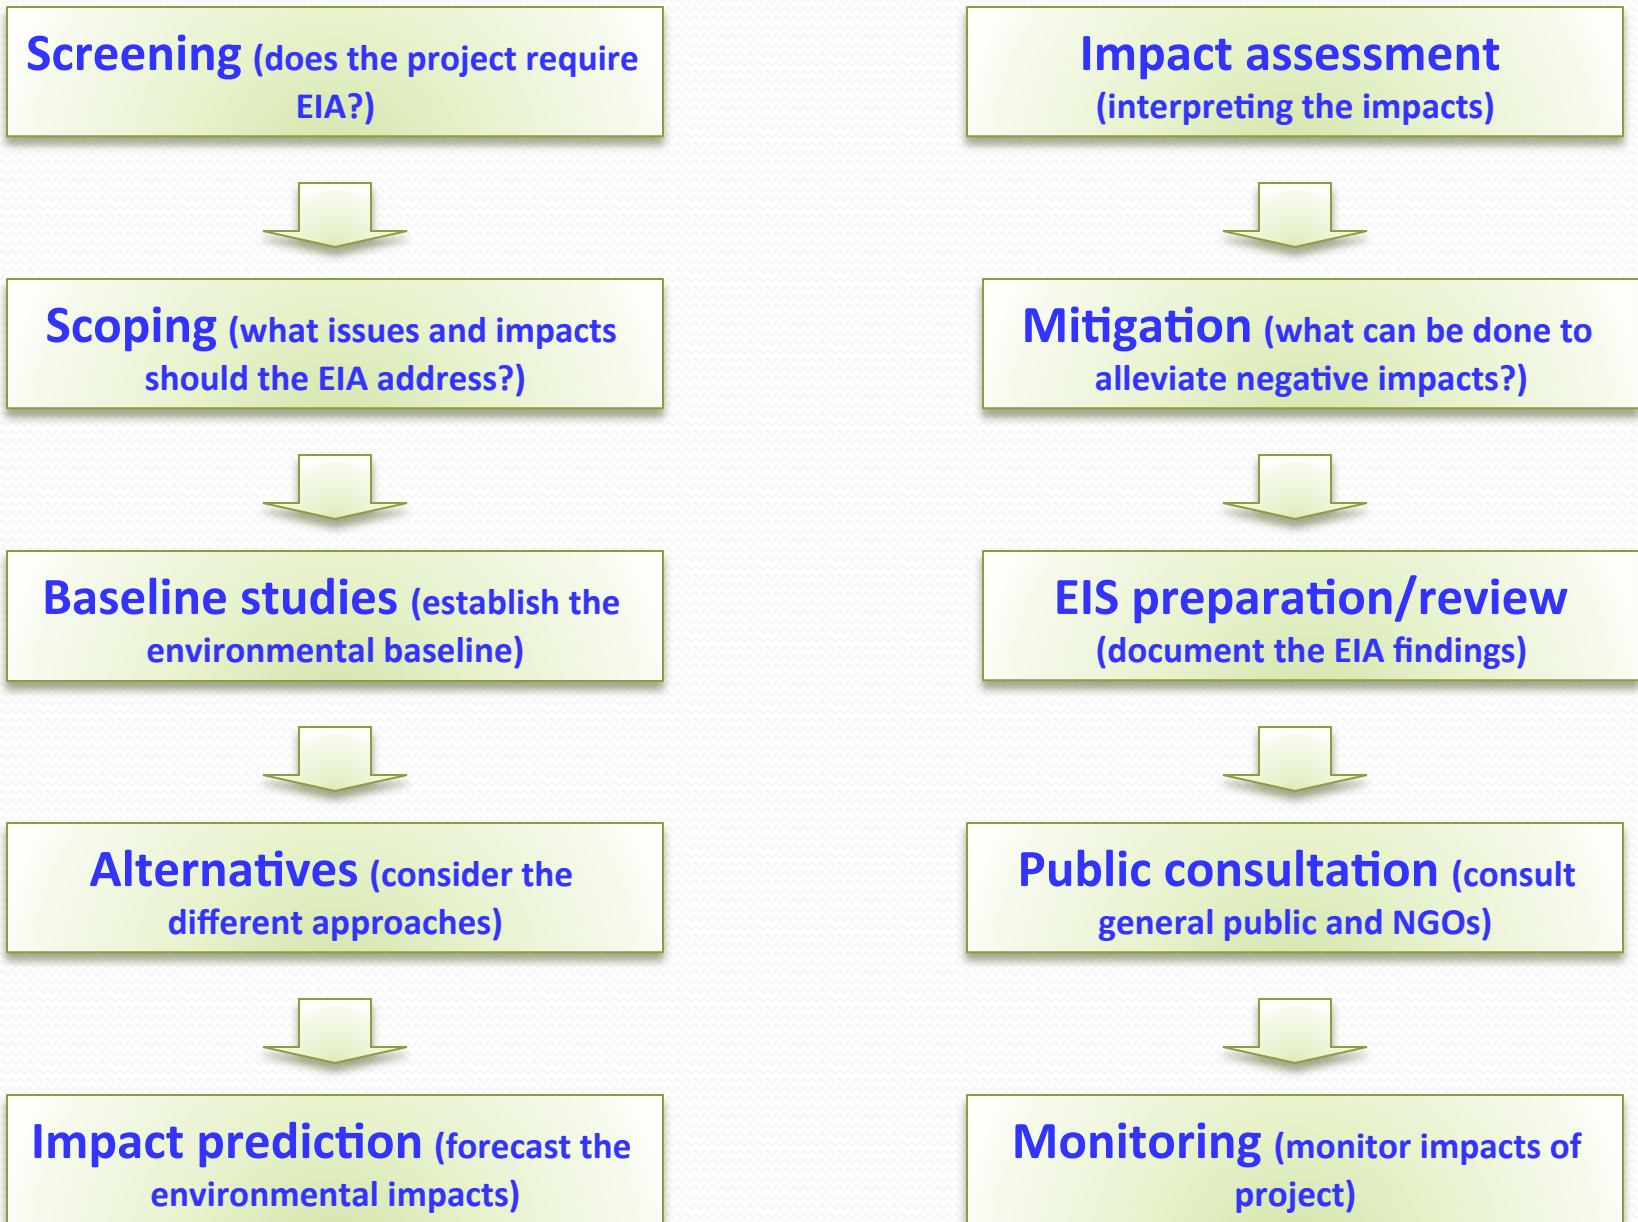 Screening (does the project require
EIA?)
Scoping (what issues and impacts
should the EIA address?)
Baseline studies (establish the
environmental baseline)
Alternatives (consider the
different approaches)
Impact prediction (forecast the
environmental impacts)
Impact assessment
(interpreting the impacts)
Mitigation (what can be done to
alleviate negative impacts?)
EIS preparation/review
(document the EIA findings)
Public consultation (consult
general public and NGOs)
Monitoring (monitor impacts of
project)